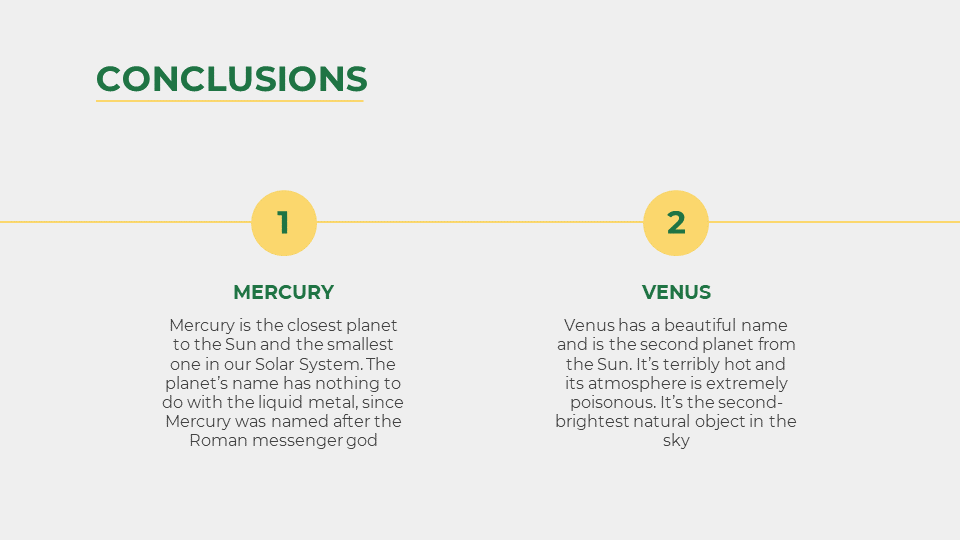 CONCLUSIONS
1
2
MERCURY
Mercury is the closest planet
to the Sun and the smallest
one in our Solar System. The
planet’s name has nothing to
do with the liquid metal, since
Mercury was named after the
Roman messenger god
VENUS
Venus has a beautiful name
and is the second planet from
the Sun. It’s terribly hot and
its atmosphere is extremely
poisonous. It’s the second-
brightest natural object in the
sky